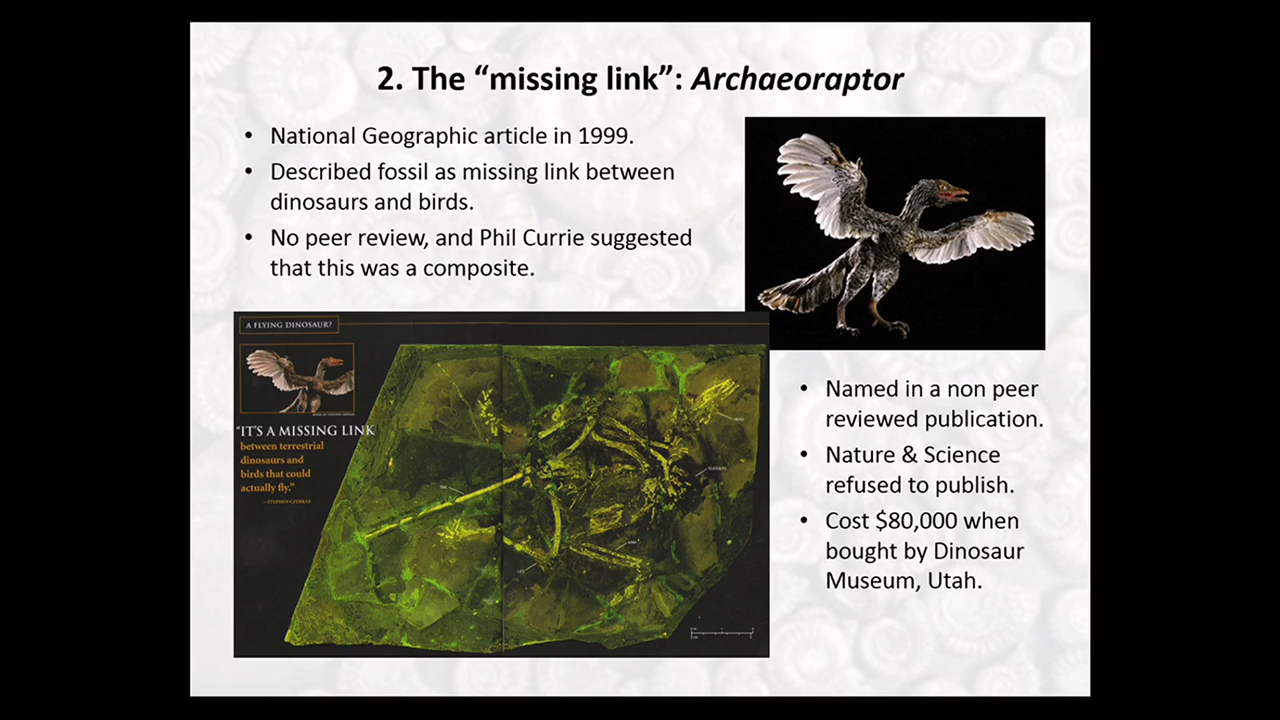 2. The “missing link”: Archaeoraptor
• National Geographic article in 1999.
• Described fossil as missing link between
dinosaurs and birds.
• No peer review, and Phil Currie suggested
that this was a composite.
A FLYING DINOSAUR?
“IT'S A MISSING LINK
between terrestrial
dinosaurs and
birds that could
actually fly.”
—STEPHEN CZERKAS
• Named in a non peer
reviewed publication.
• Nature & Science
refused to publish.
• Cost $80,000 when
bought by Dinosaur
Museum, Utah.